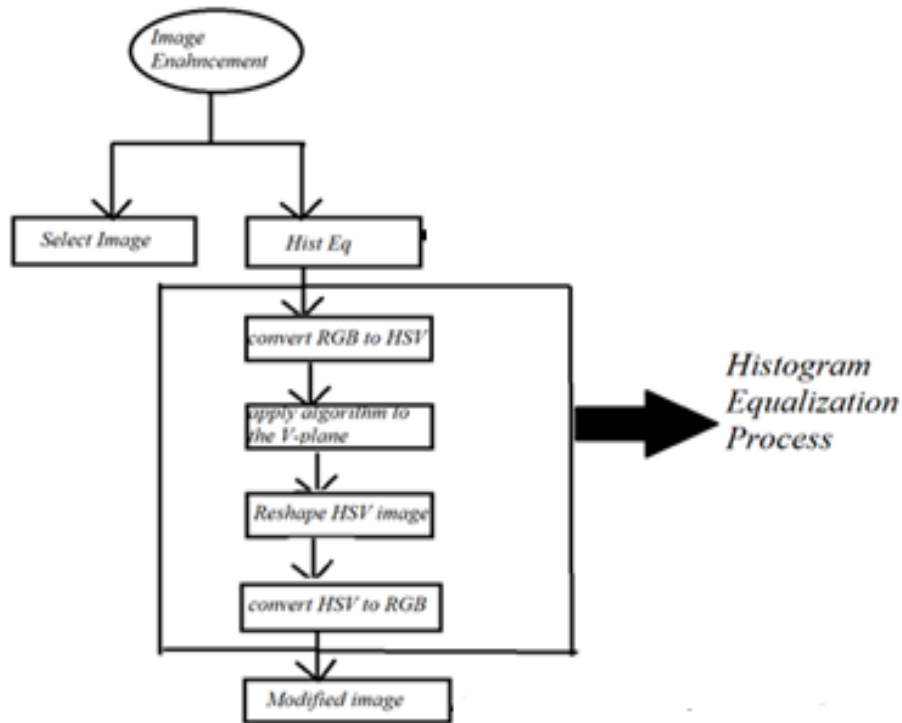 Image
Enahncement
Select Image
Hist Eq
convert RGB to HSV
apply algorithm to
the V-plane
Reshape HSV image
convert HSV to RGB
Modified image
Histogram
Equalization
Process